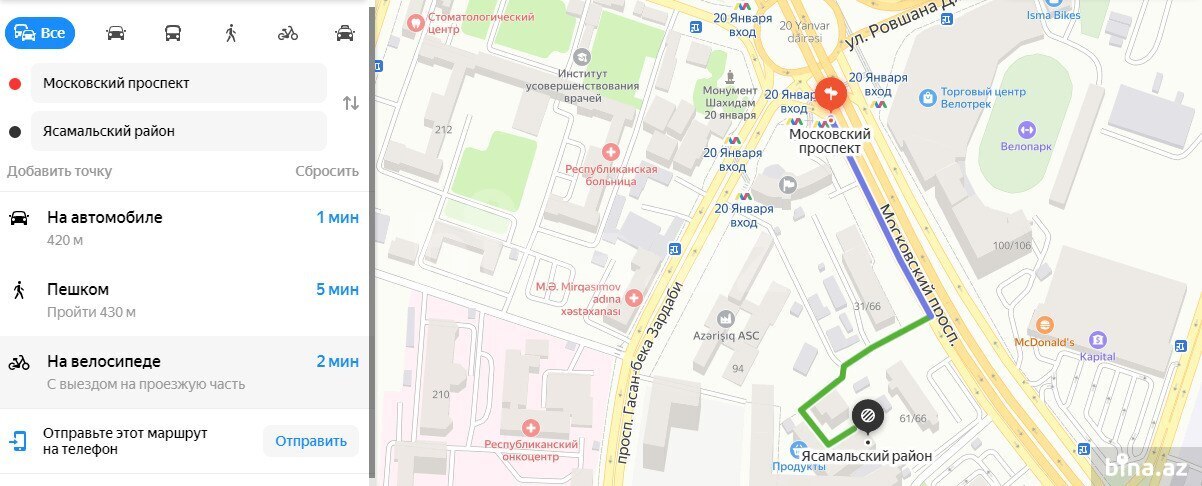 Все
Московский проспект
Ясамальский район
Добавить точку
Сбросить
На автомобиле
1 мин
420 м
Пешком
5 мин
Пройти 430 м
На велосипеде
2 мин
С выездом на проезжую часть
Отправьте этот маршрут
на телефон
Отправить
Стоматологический
центр
20 Января
вход
20 Yanvar
dairəsi
ул. Ровшана Д
Isma Bikes
Институт
усовершенствования
врачей
Монумент
Шахидам
20 января
20 Января
вход
20 Января
вход
Торговый центр
Велотрек
212
Московский
проспект
Велопарк
20 Января
вход
Республиканская
больница
20 Января
вход
Московский просп.
100/106
M.Ə. Mirqasımov
adına
xəstəxanası
просп. Гасан-бека Зардаби
31/66
Azərişıq ASC
McDonald's
Kapital
94
210
61/66
Республиканский
онкоцентр
Продукты
Ясамальский район
bina.az